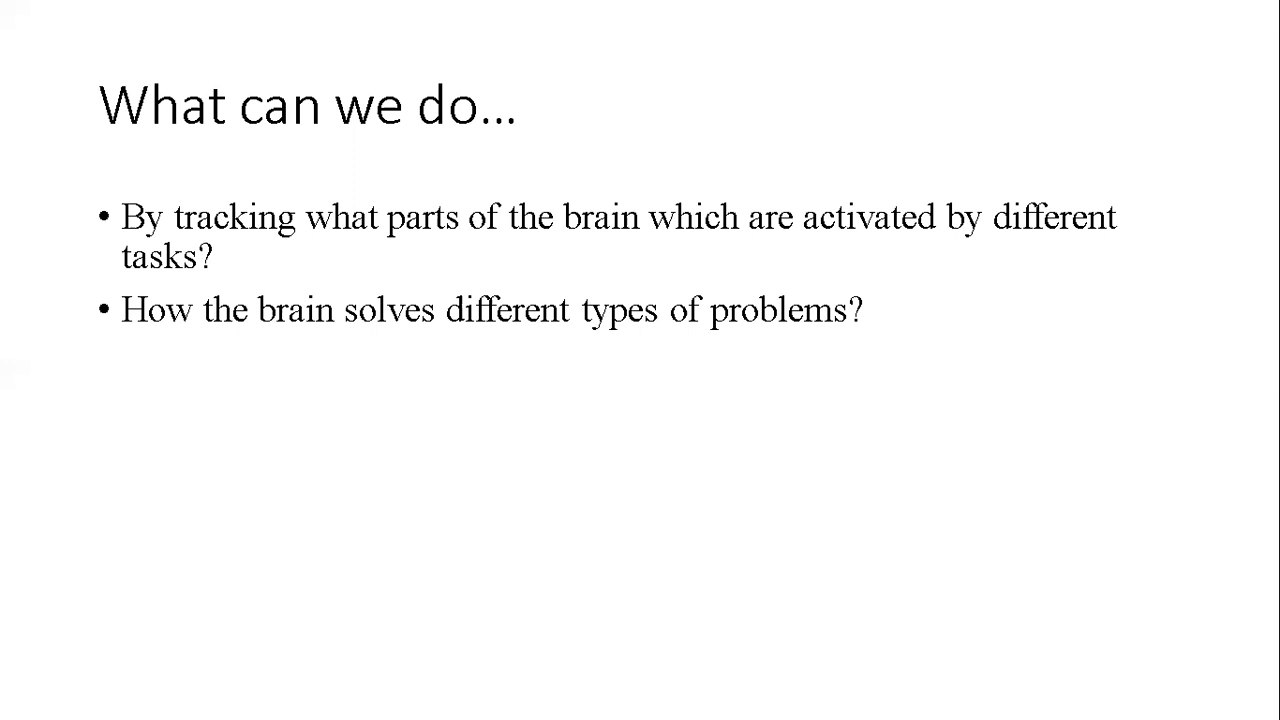 What can we do...
• By tracking what parts of the brain which are activated by different
tasks?
• How the brain solves different types of problems?